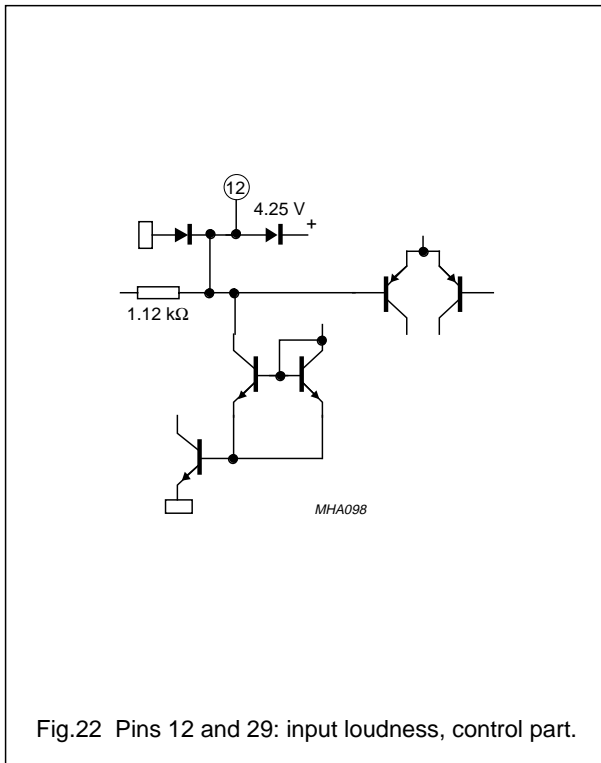 12
4.25 V
+
1.12 kΩ
MHA098
Fig.22 Pins 12 and 29: input loudness, control part.